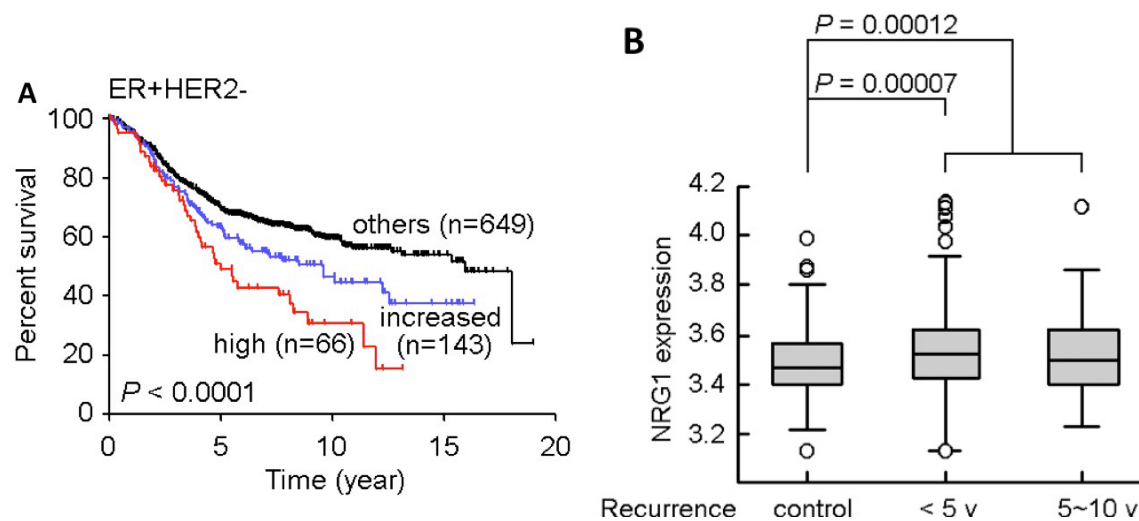 A
ER+HER2-
100
80
60
40
20
0
Percent survival
others (n=649)
increased
(n=143)
high (n=66)
P < 0.0001
0 5 10 15 20
Time (year)
B
P = 0.00012
P = 0.00007
4.2
4.0
3.8
3.6
3.4
3.2
NRG1 expression
Recurrence control < 5 y 5~10 y